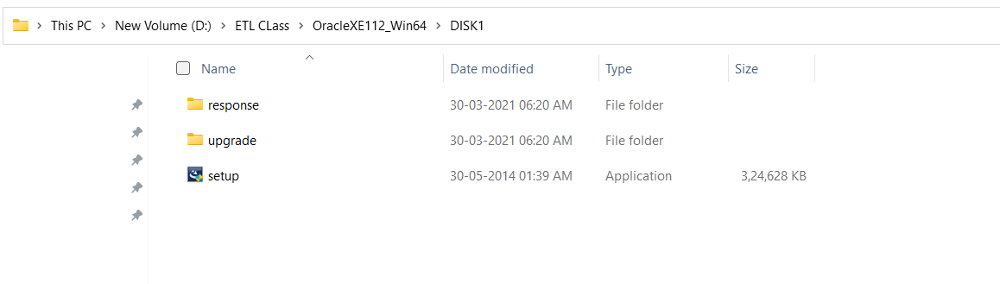 This PC > New Volume (D:) > ETL CLass > OracleXE112_Win64 > DISK1
Name Date modified Type Size
response 30-03-2021 06:20 AM File folder
upgrade 30-03-2021 06:20 AM File folder
setup 30-05-2014 01:39 AM Application 3,24,628 KB